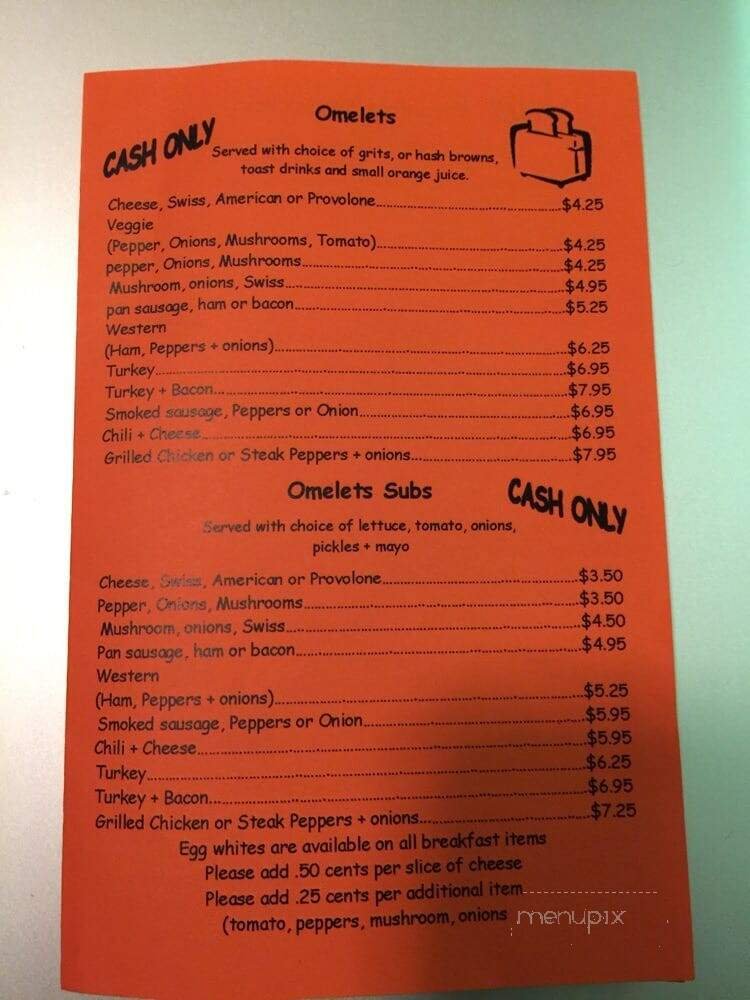 Omelets
CASH ONLY
Served with choice of grits, or hash browns,
toast drinks and small orange juice.
Cheese, Swiss, American or Provolone...$4.25
Veggie
(Pepper, Onions, Mushrooms, Tomato)...$4.25
pepper, Onions, Mushrooms...$4.25
Mushroom, onions, Swiss...$4.95
pan sausage, ham or bacon...$5.25
Western
(Ham, Peppers + onions)...$6.25
Turkey...$6.95
Turkey + Bacon...$7.95
Smoked sausage, Peppers or Onion...$6.95
Chili + Cheese...$6.95
Grilled Chicken or Steak Peppers + onions...$7.95
Omelets Subs
CASH ONLY
Served with choice of lettuce, tomato, onions,
pickles + mayo
Cheese, Swiss, American or Provolone...$3.50
Pepper, Onions, Mushrooms...$3.50
Mushroom, onions, Swiss...$4.50
Pan sausage, ham or bacon...$4.95
Western
(Ham, Peppers + onions)...$5.25
Smoked sausage, Peppers or Onion...$5.95
Chili + Cheese...$5.95
Turkey...$6.25
Turkey + Bacon...$6.95
Grilled Chicken or Steak Peppers + onions...$7.25
Egg whites are available on all breakfast items
Please add .50 cents per slice of cheese
Please add .25 cents per additional item
(tomato, peppers, mushroom, onions
menupix